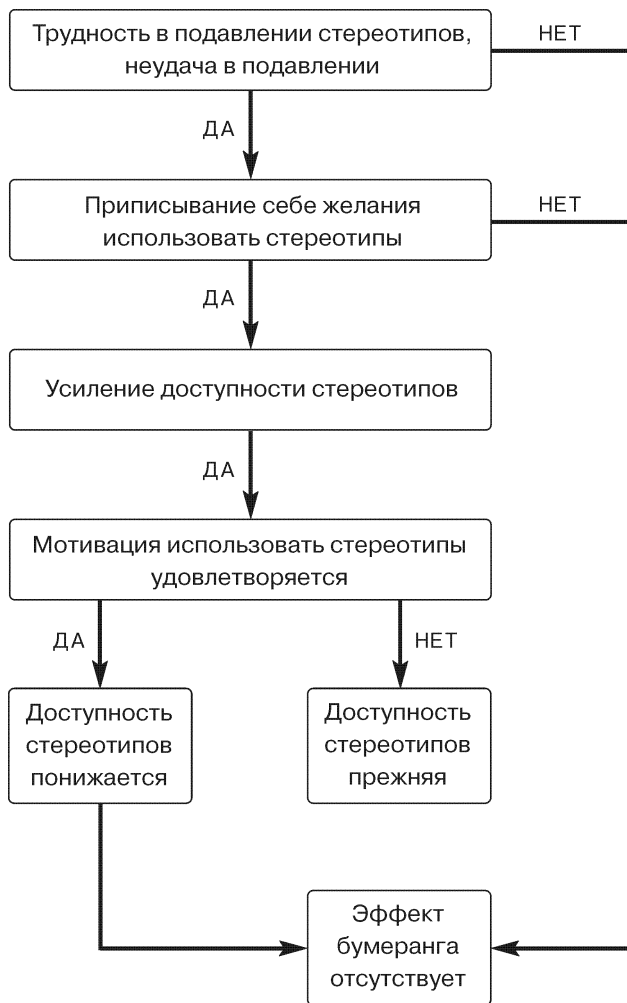 Трудность в подавлении стереотипов,
неудача в подавлении
НЕТ
ДА
Приписывание себе желания
использовать стереотипы
НЕТ
ДА
Усиление доступности стереотипов
ДА
Мотивация использовать стереотипы
удовлетворяется
ДА
НЕТ
Доступность
стереотипов
понижается
Доступность
стереотипов
прежняя
Эффект
бумеранга
отсутствует